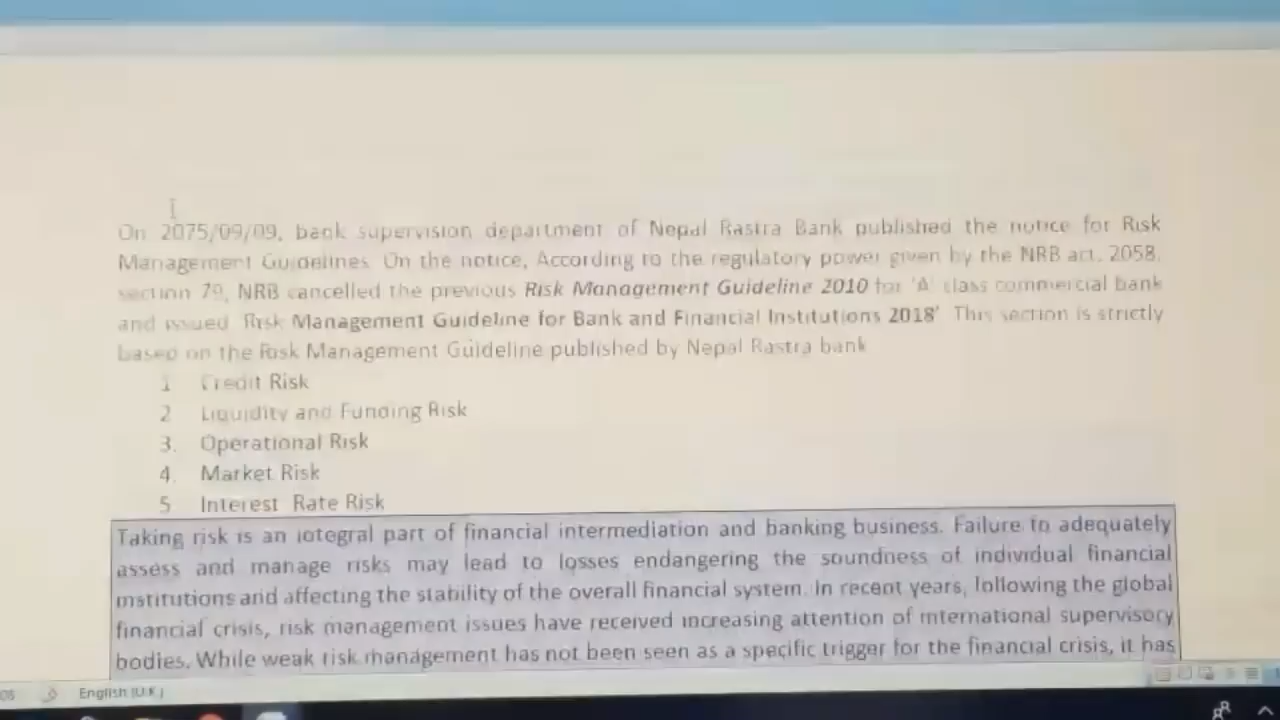 On 2075/09/09, bank supervision department of Nepal Rastra Bank published the notice for Risk
Management Guidelines. On the notice, According to the regulatory power given by the NRB act, 2058,
section 79, NRB cancelled the previous Risk Management Guideline 2010 for 'A' class commercial bank
and issued 'Risk Management Guideline for Bank and Financial Institutions 2018' This section is strictly
based on the Risk Management Guideline published by Nepal Rastra bank
1 Credit Risk
2 Liquidity and Funding Risk
3. Operational Risk
4. Market Risk
5 Interest Rate Risk
Taking risk is an integral part of financial intermediation and banking business. Failure to adequately
assess and manage risks may lead to losses endangering the soundness of individual financial
institutions and affecting the stability of the overall financial system. In recent years, following the global
financial crisis, risk management issues have received increasing attention of international supervisory
bodies. While weak risk management has not been seen as a specific trigger for the financial crisis, it has
English (U.K.)